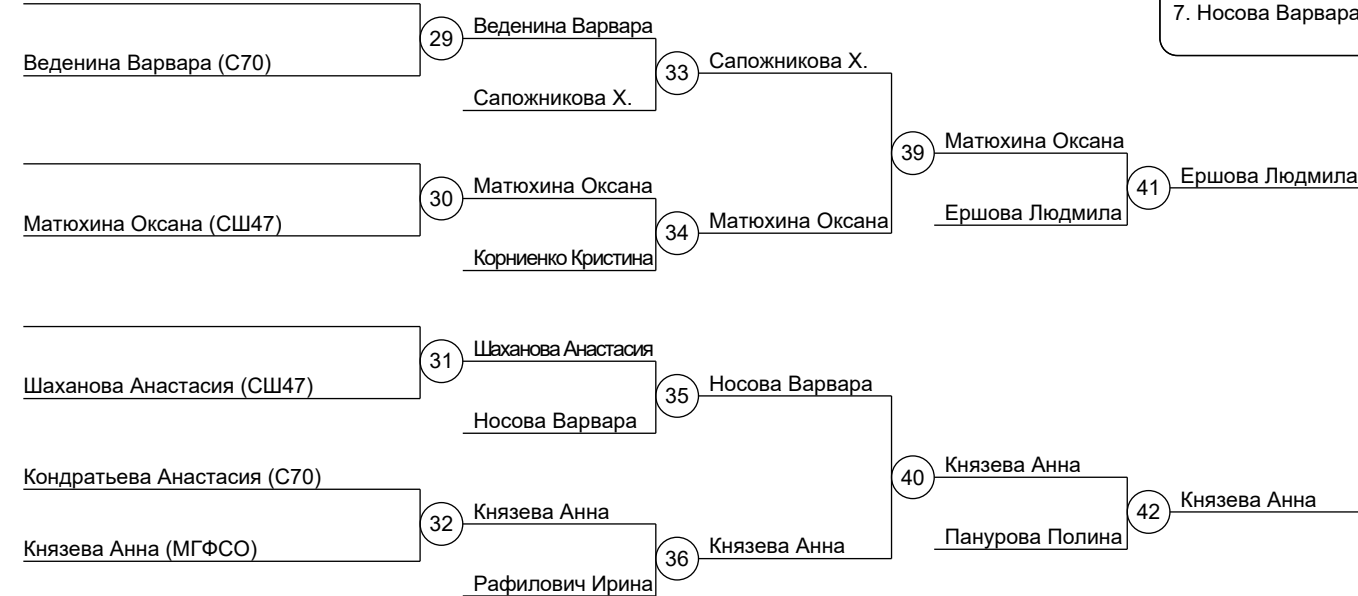 7. Носова Варвара
29
Веденина Варвара
Веденина Варвара (С70)
33
Сапожникова Х.
Сапожникова Х.
39
Матюхина Оксана
30
Матюхина Оксана
41
Ершова Людмила
Матюхина Оксана (СШ47)
34
Матюхина Оксана
Ершова Людмила
Корниенко Кристина
31
Шаханова Анастасия
Шаханова Анастасия (СШ47)
35
Носова Варвара
Носова Варвара
40
Князева Анна
Кондратьева Анастасия (С70)
32
Князева Анна
42
Князева Анна
Князева Анна (МГФСО)
36
Князева Анна
Панурова Полина
Рафилович Ирина